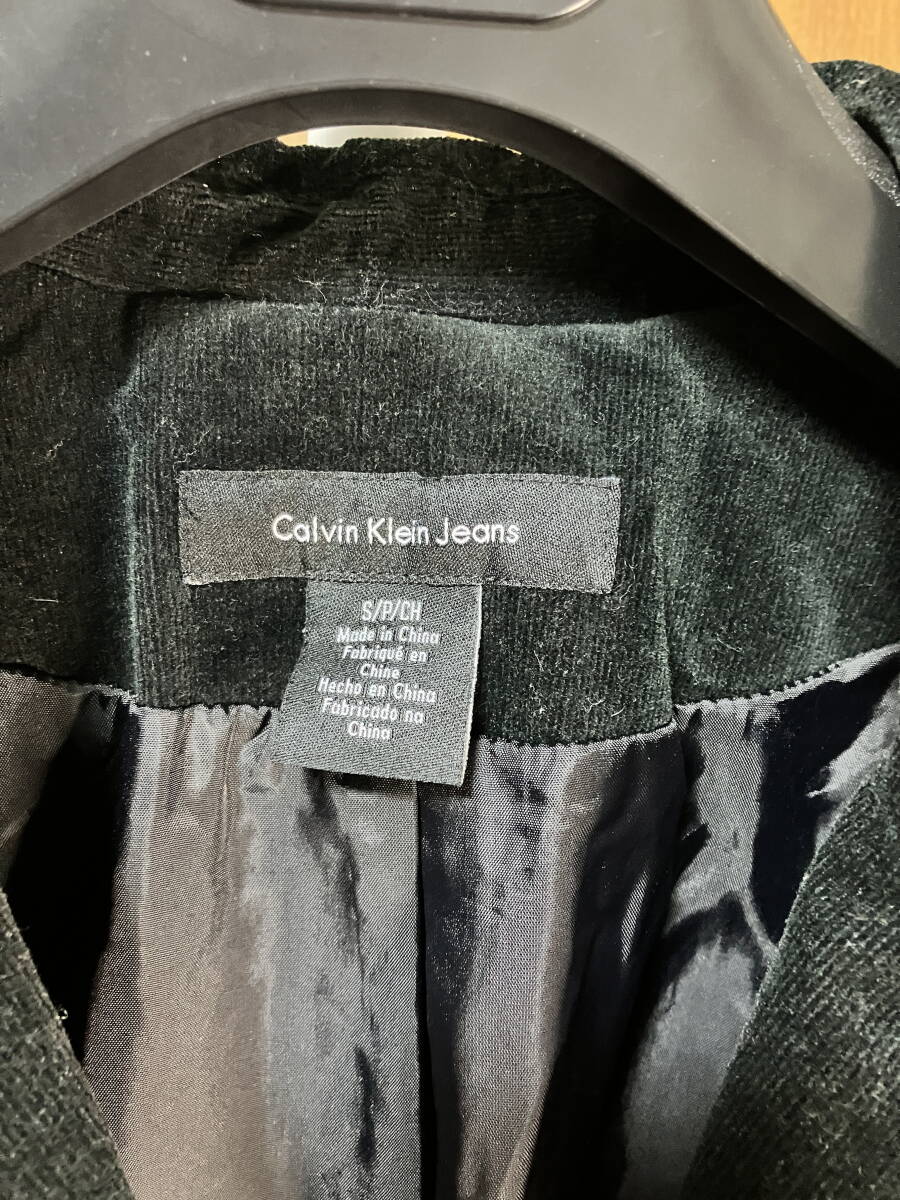 Calvin Klein Jeans
S/P/CH
Made in China
Fabriqué en
Chine
Hecho en China
Fabricado na
China